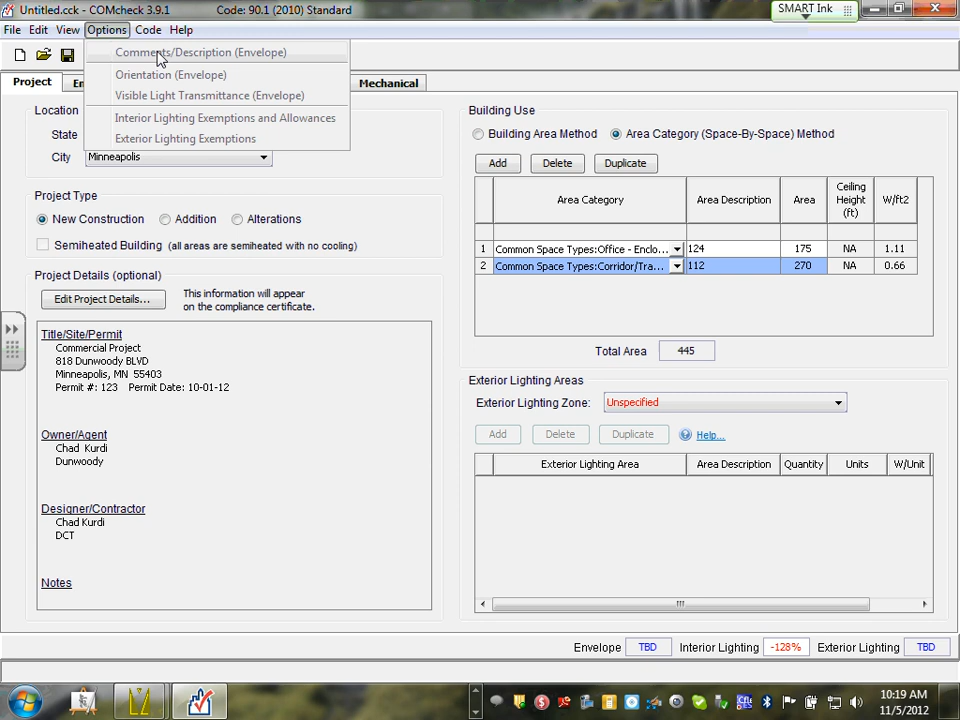 Untitled.cck - COMcheck 3.9.1 Code: 90.1 (2010) Standard
SMART Ink
File Edit View Options Code Help
Comments/Description (Envelope)
Orientation (Envelope)
Visible Light Transmittance (Envelope)
Interior Lighting Exemptions and Allowances
Exterior Lighting Exemptions
Project En Mechanical
Location
State
City Minneapolis
Project Type
New Construction Addition Alterations
Semiheated Building (all areas are semiheated with no cooling)
Project Details (optional)
Edit Project Details...
This information will appear
on the compliance certificate.
Title/Site/Permit
Commercial Project
818 Dunwoody BLVD
Minneapolis, MN 55403
Permit #: 123 Permit Date: 10-01-12
Owner/Agent
Chad Kurdi
Dunwoody
Designer/Contractor
Chad Kurdi
DCT
Notes
Building Use
Building Area Method Area Category (Space-By-Space) Method
Add Delete Duplicate
Area Category Area Description Area Ceiling Height (ft) W/ft2
1 Common Space Types:Office - Enclo... 124 175 NA 1.11
2 Common Space Types:Corridor/Tra... 112 270 NA 0.66
Total Area 445
Exterior Lighting Areas
Exterior Lighting Zone: Unspecified
Add Delete Duplicate Help...
Exterior Lighting Area Area Description Quantity Units W/Unit
Envelope TBD Interior Lighting -128% Exterior Lighting TBD
10:19 AM
11/5/2012